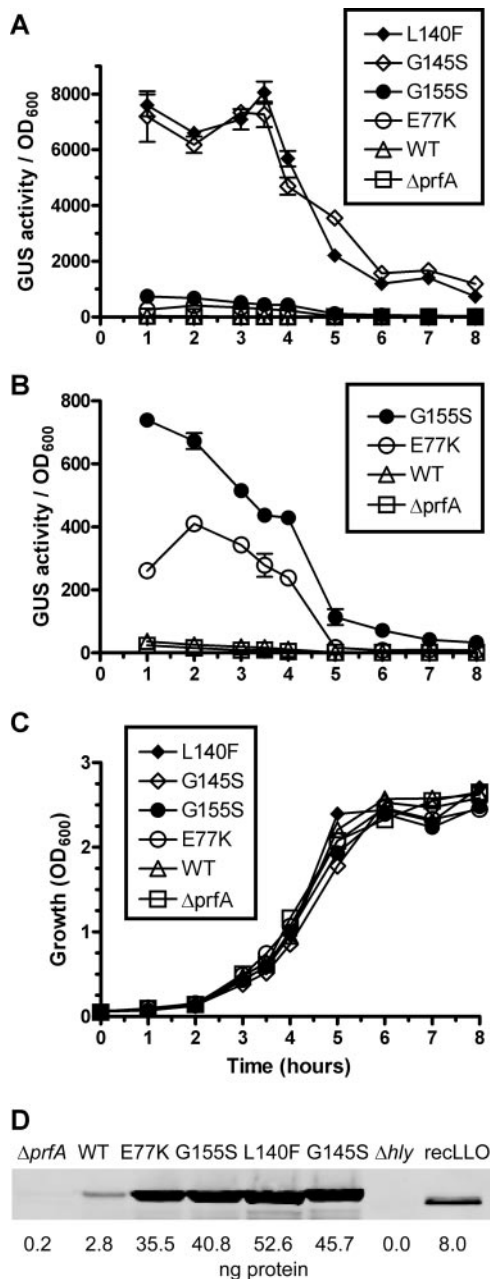 A
L140F
G145S
G155S
E77K
WT
ΔprfA
GUS activity / OD600
8000
6000
4000
2000
0
0 1 2 3 4 5 6 7 8
B
G155S
E77K
WT
ΔprfA
GUS activity / OD600
800
600
400
200
0
0 1 2 3 4 5 6 7 8
C
L140F
G145S
G155S
E77K
WT
ΔprfA
Growth (OD600)
3
2
1
0
0 1 2 3 4 5 6 7 8
Time (hours)
D
ΔprfA WT E77K G155S L140F G145S Δhly recLLO
0.2 2.8 35.5 40.8 52.6 45.7 0.0 8.0
ng protein